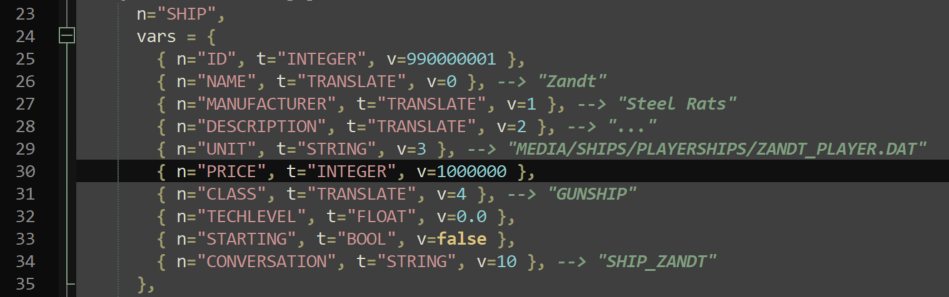 23 n="SHIP",
24 vars = {
25 { n="ID", t="INTEGER", v=990000001 },
26 { n="NAME", t="TRANSLATE", v=0 }, --> "Zandt"
27 { n="MANUFACTURER", t="TRANSLATE", v=1 }, --> "Steel Rats"
28 { n="DESCRIPTION", t="TRANSLATE", v=2 }, --> "..."
29 { n="UNIT", t="STRING", v=3 }, --> "MEDIA/SHIPS/PLAYERSHIPS/ZANDT_PLAYER.DAT"
30 { n="PRICE", t="INTEGER", v=1000000 },
31 { n="CLASS", t="TRANSLATE", v=4 }, --> "GUNSHIP"
32 { n="TECHLEVEL", t="FLOAT", v=0.0 },
33 { n="STARTING", t="BOOL", v=false },
34 { n="CONVERSATION", t="STRING", v=10 }, --> "SHIP_ZANDT"
35 },